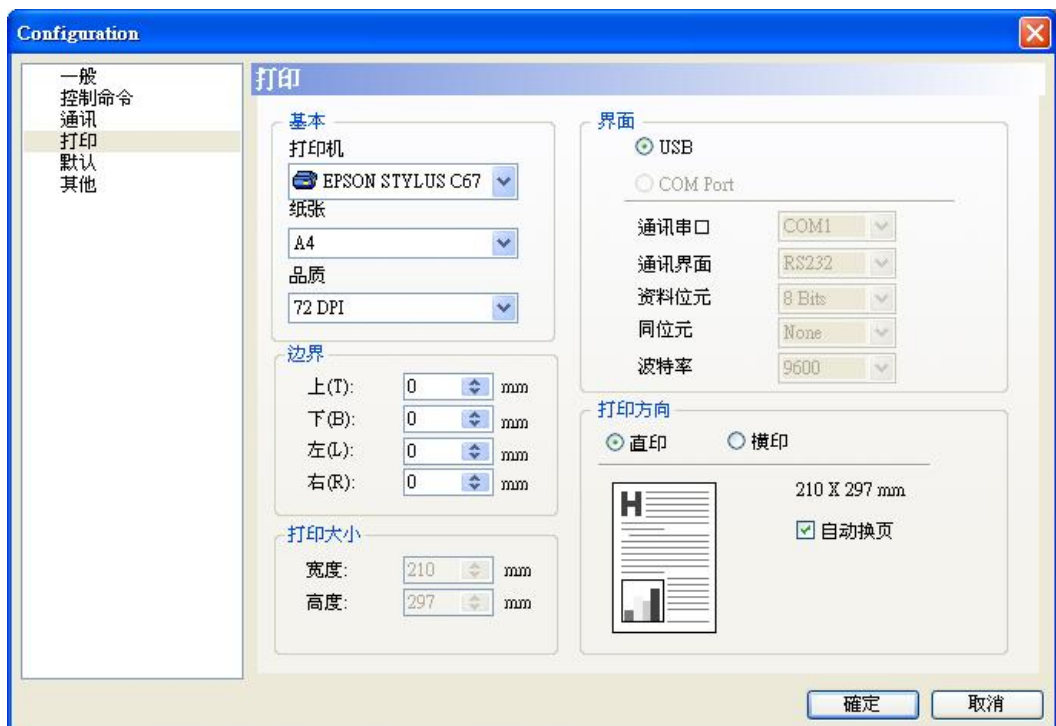 Configuration
一般
控制命令
通讯
打印
默认
其他
打印
基本
打印机
EPSON STYLUS C67
纸张
A4
品质
72 DPI
边界
上(T): 0 mm
下(B): 0 mm
左(L): 0 mm
右(R): 0 mm
打印大小
宽度: 210 mm
高度: 297 mm
界面
USB
COM Port
通讯串口 COM1
通讯界面 RS232
资料位元 8 Bits
同位元 None
波特率 9600
打印方向
直印 横印
H
210 X 297 mm
自动换页
確定 取消